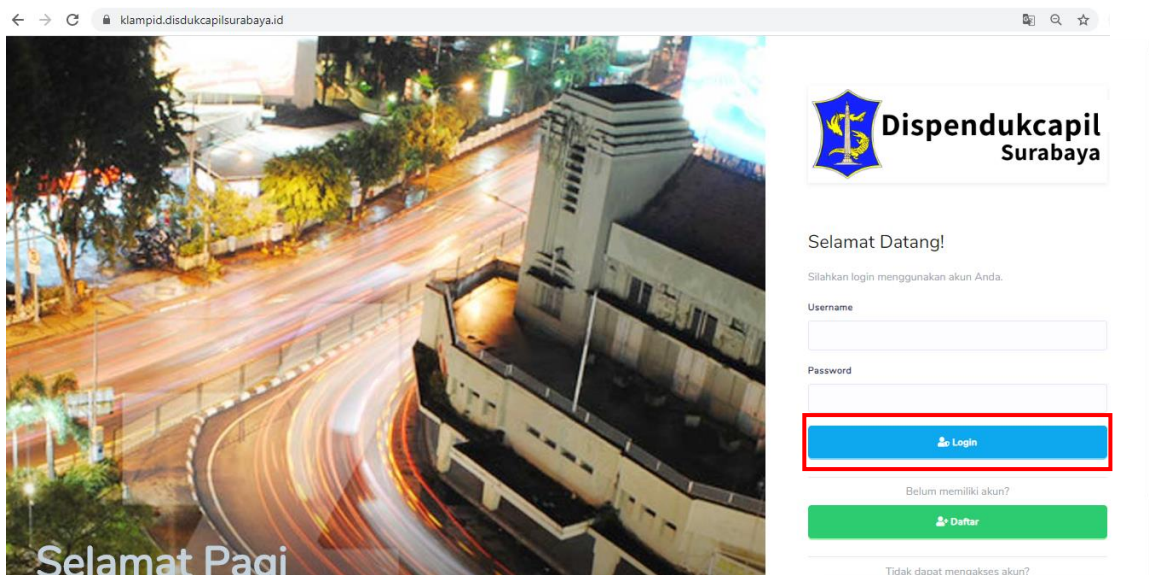 klampid.disdukcapilsurabaya.id
Dispendukcapil
Surabaya
Selamat Datang!
Silahkan login menggunakan akun Anda.
Username
Password
Login
Belum memiliki akun?
Daftar
Tidak dapat mengakses akun?
Selamat Pagi